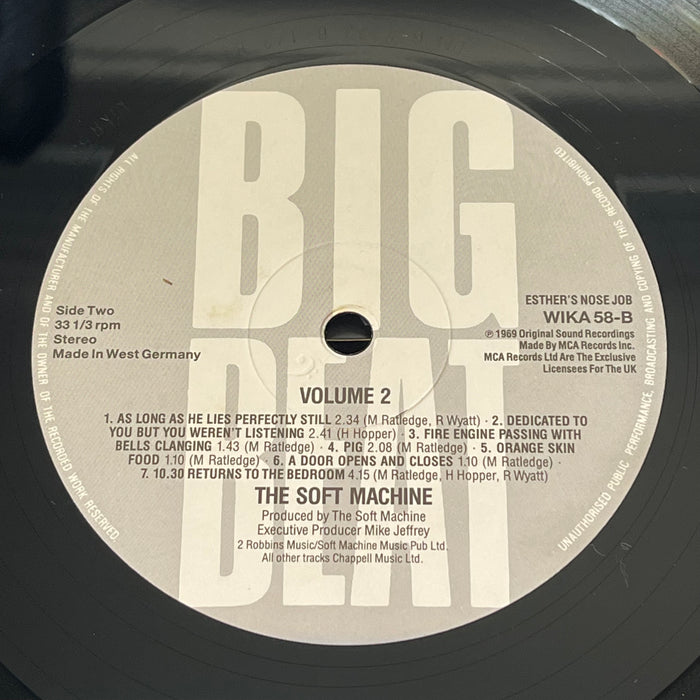 BIG
BEAT
ALL RIGHTS OF THE MANUFACTURER AND OF THE OWNER OF THE RECORDED WORK RESERVED.
UNAUTHORISED PUBLIC PERFORMANCE, BROADCASTING AND COPYING OF THIS RECORD PROHIBITED
Side Two
33 1/3 rpm
Stereo
Made In West Germany
ESTHER'S NOSE JOB
WIKA 58-B
℗ 1969 Original Sound Recordings
Made By MCA Records Inc.
MCA Records Ltd Are The Exclusive
Licensees For The UK
VOLUME 2
1. AS LONG AS HE LIES PERFECTLY STILL 2.34 (M Ratledge, R Wyatt) · 2. DEDICATED TO
YOU BUT YOU WEREN'T LISTENING 2.41 (H Hopper) · 3. FIRE ENGINE PASSING WITH
BELLS CLANGING 1.43 (M Ratledge) · 4. PIG 2.08 (M Ratledge) · 5. ORANGE SKIN
FOOD 1.10 (M Ratledge) · 6. A DOOR OPENS AND CLOSES 1.10 (M Ratledge) ·
7. 10.30 RETURNS TO THE BEDROOM 4.15 (M Ratledge, H Hopper, R Wyatt)
THE SOFT MACHINE
Produced by The Soft Machine
Executive Producer Mike Jeffrey
2 Robbins Music/Soft Machine Music Pub Ltd.
All other tracks Chappell Music Ltd.